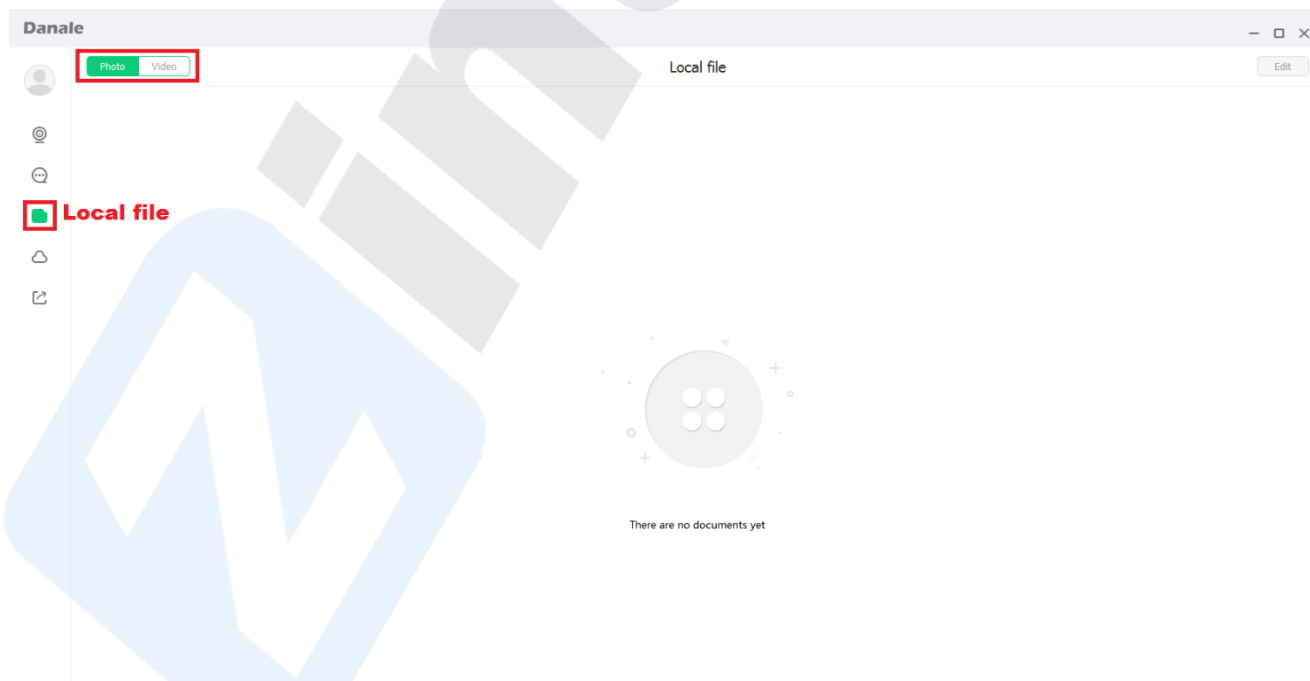 Danale
Photo Video
Local file
Edit
Local file
There are no documents yet